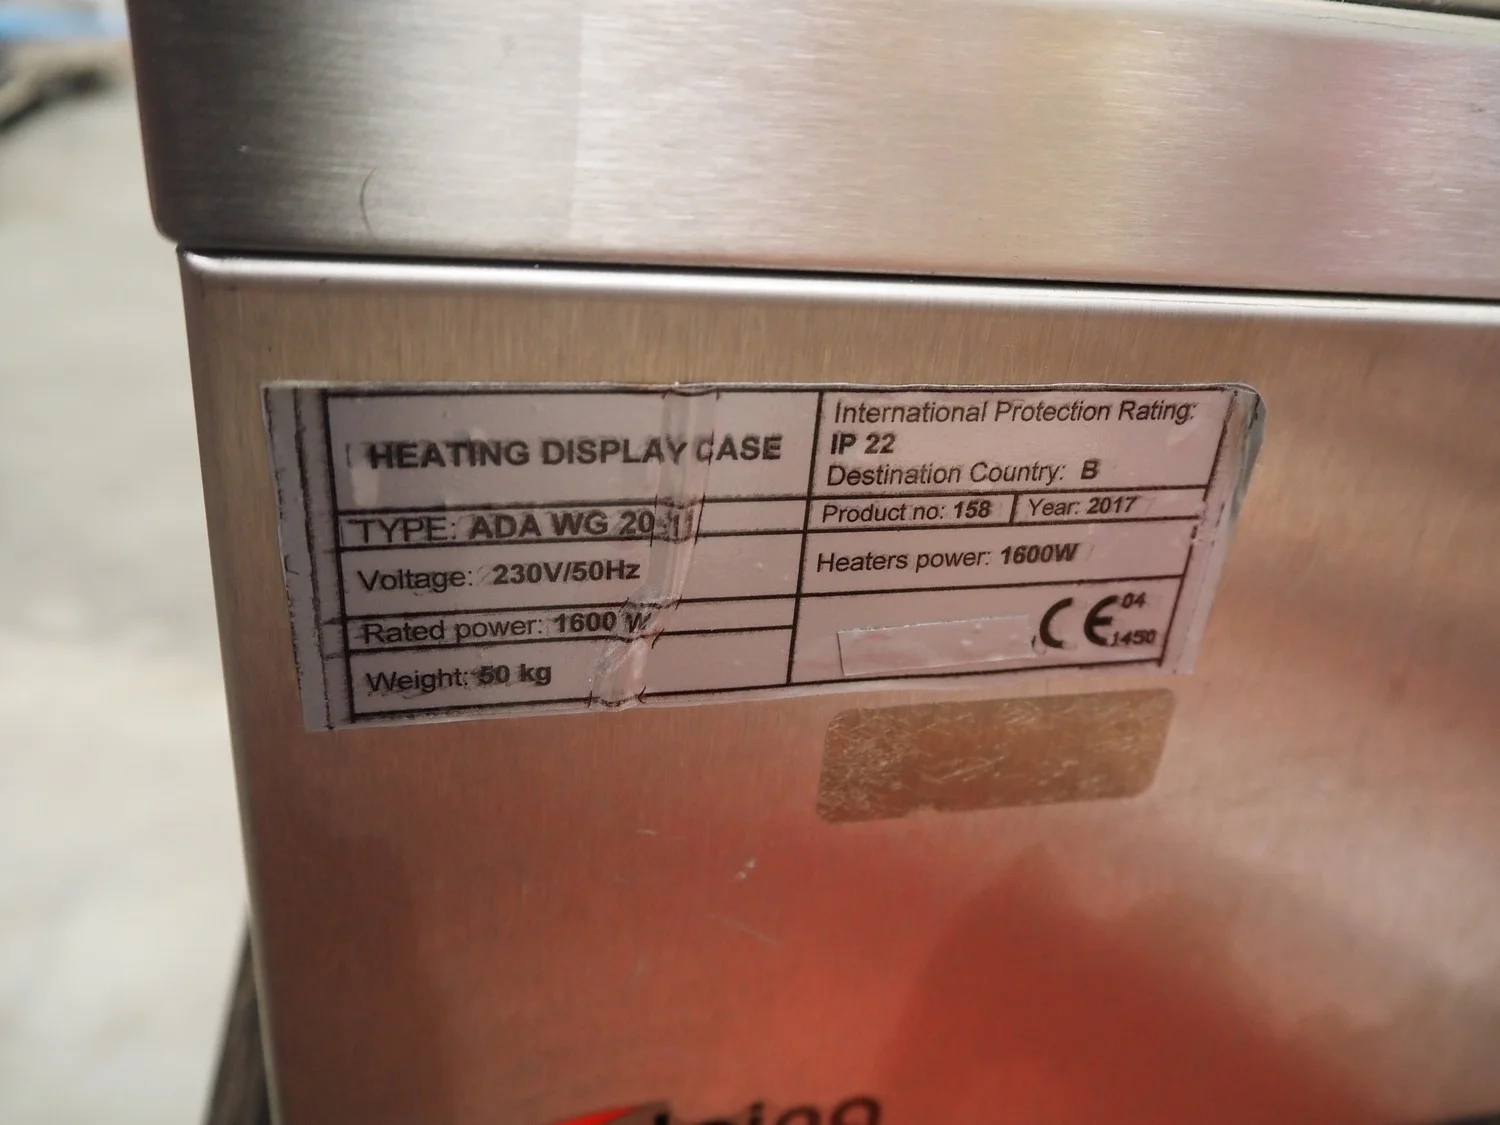 HEATING DISPLAY CASE
International Protection Rating:
IP 22
Destination Country: B
TYPE: ADA WG 20
Product no: 158
Year: 2017
Voltage: 230V/50Hz
Heaters power: 1600W
Rated power: 1600 W
Weight: 50 kg
CE 04
1450